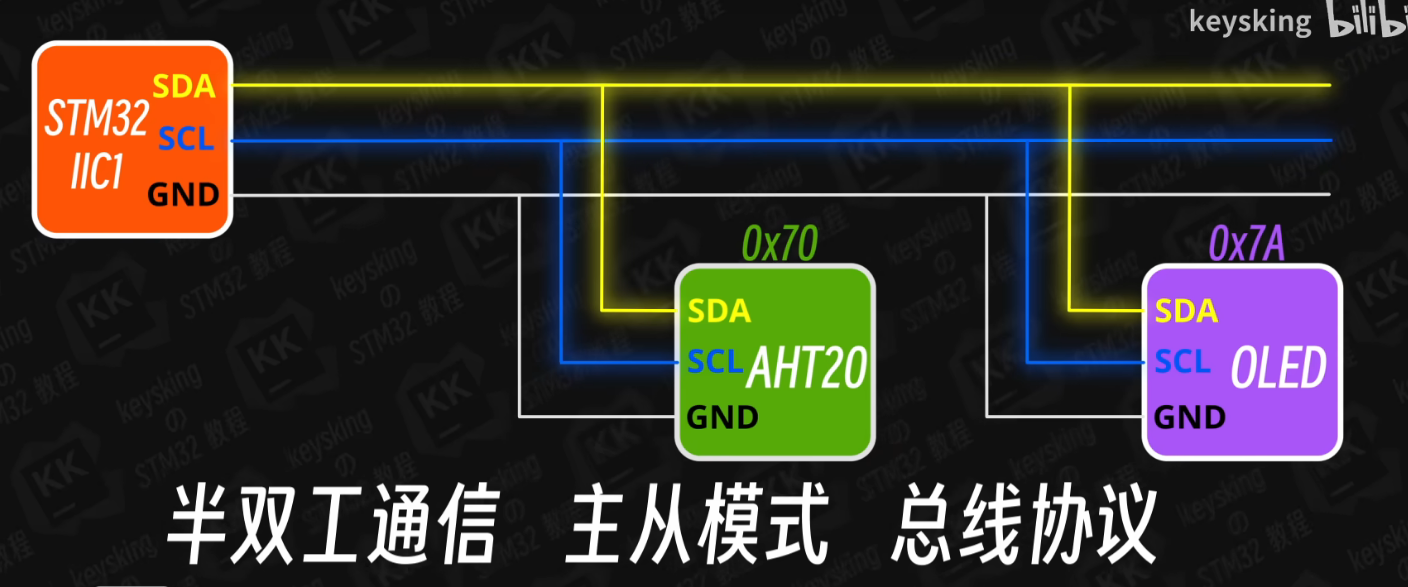 keysking bilibi
SDA
STM32
SCL
IIC1
GND
0x70
0x7A
SDA
SCL
AHT20
GND
SDA
SCL
OLED
GND
半双工通信 主从模式 总线协议